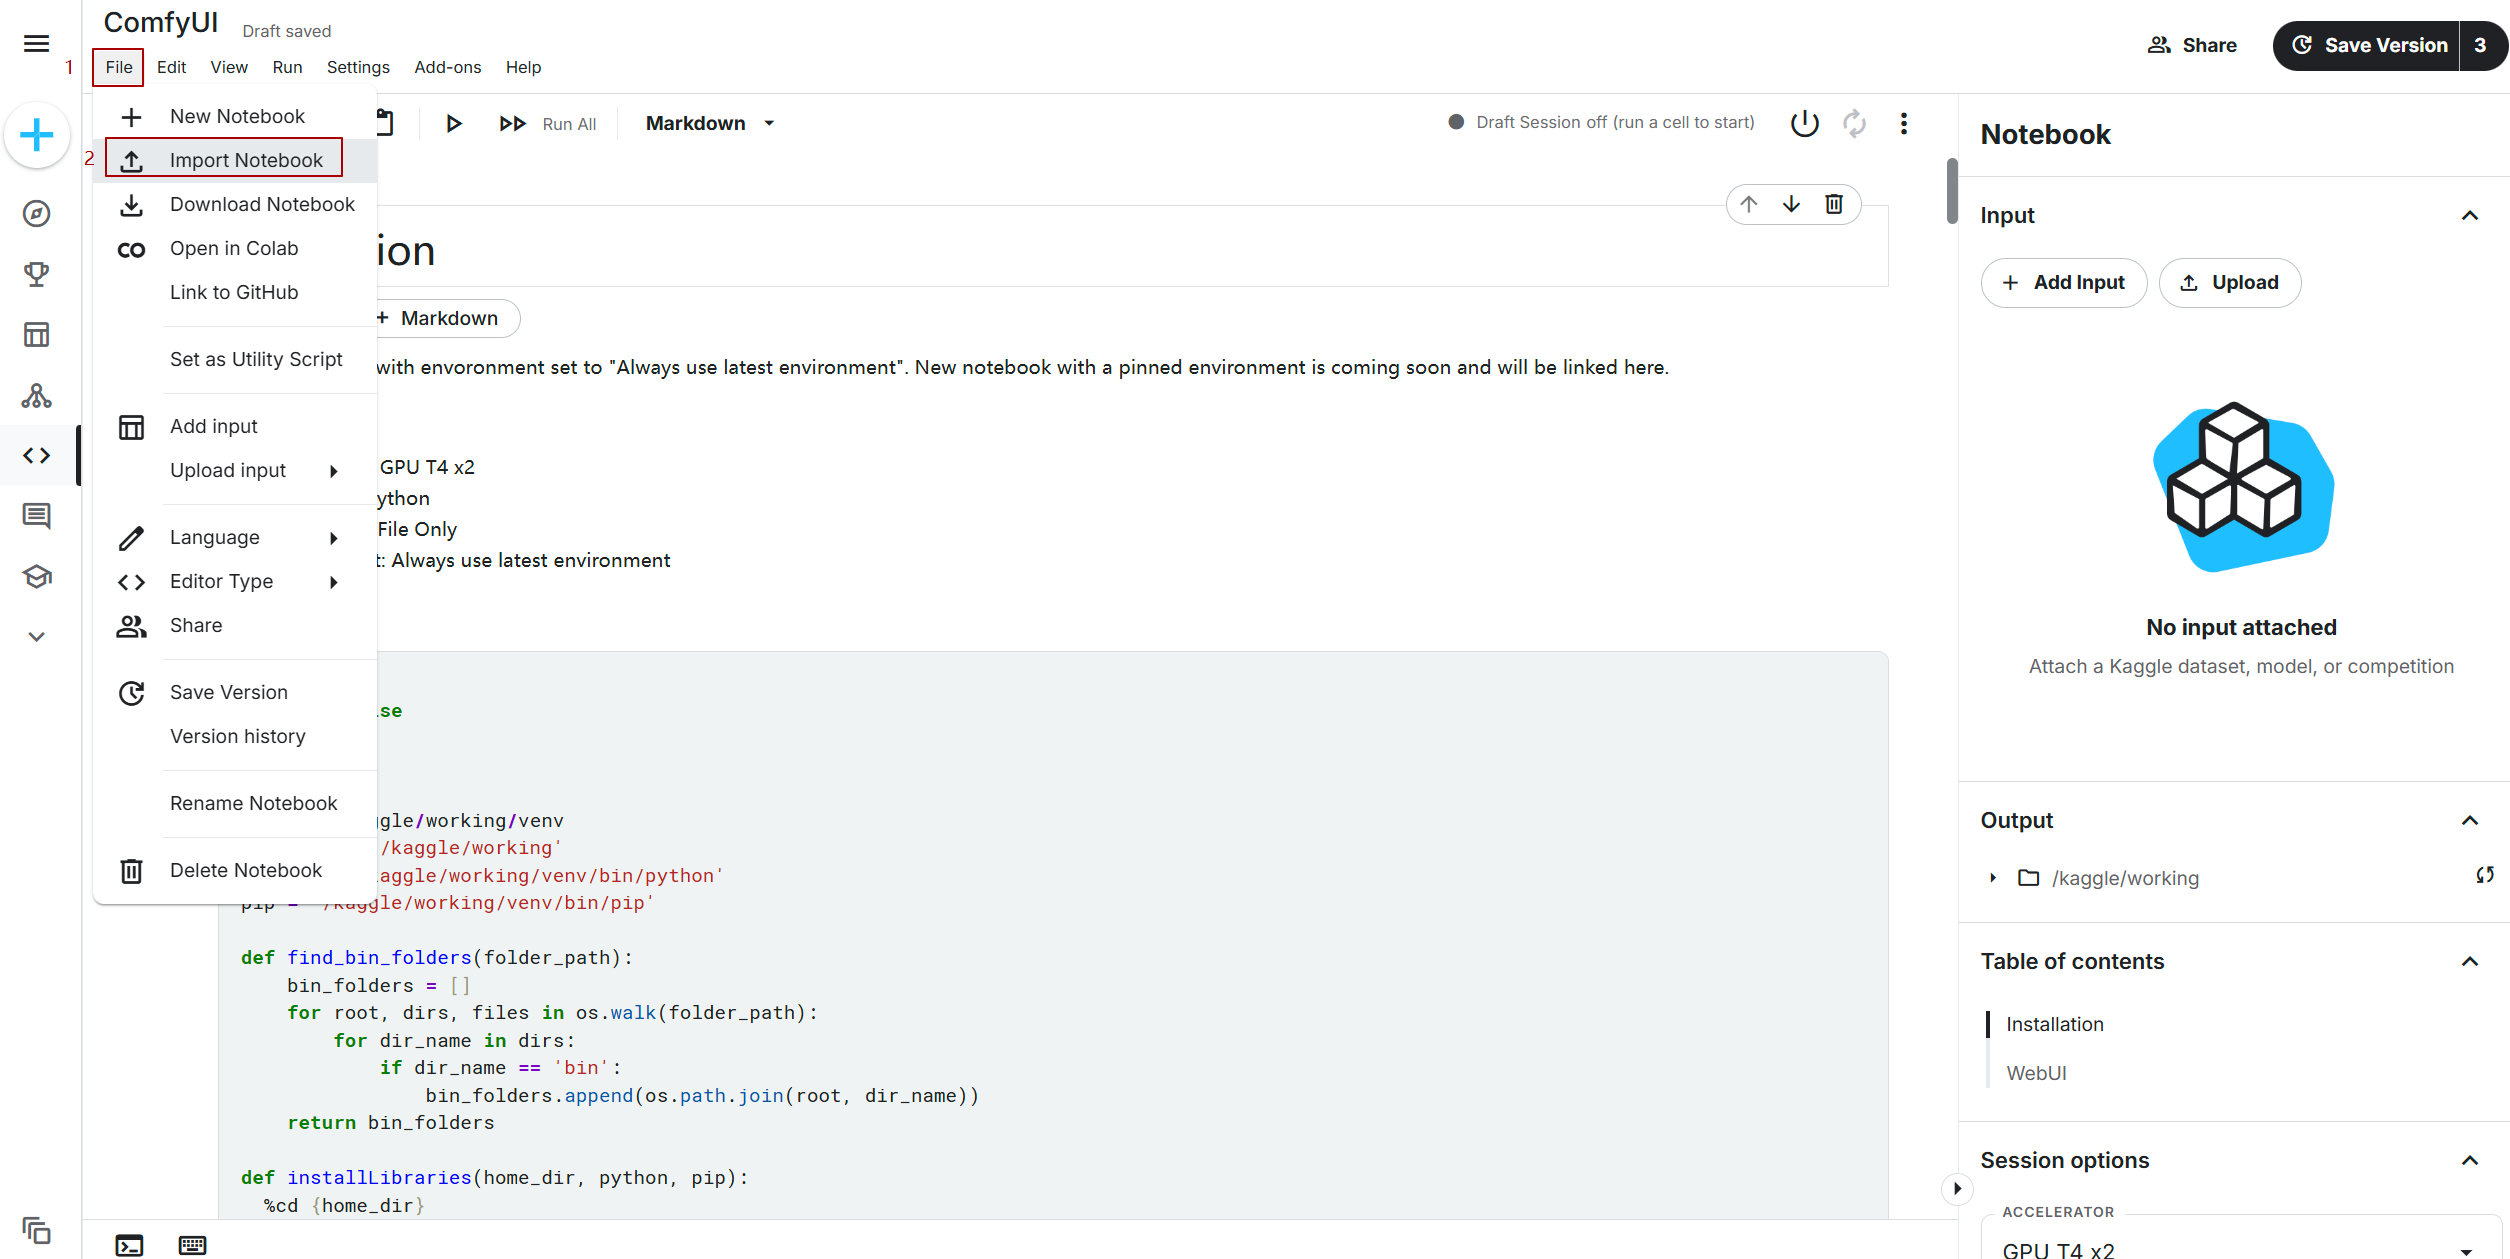 ComfyUI Draft saved
1 File Edit View Run Settings Add-ons Help
Share
Save Version 3
New Notebook
2 Import Notebook
Download Notebook
CO Open in Colab
Link to GitHub
Set as Utility Script
Add input
Upload input
Language
Editor Type
Share
Save Version
Version history
Rename Notebook
Delete Notebook
Run All Markdown
Draft Session off (run a cell to start)
ion
+ Markdown
with envoronment set to "Always use latest environment". New notebook with a pinned environment is coming soon and will be linked here.
GPU T4 x2
ython
File Only
t: Always use latest environment
se
ggle/working/venv
/kaggle/working'
aggle/working/venv/bin/python'
pip = '/kaggle/working/venv/bin/pip'
def find_bin_folders(folder_path):
bin_folders = []
for root, dirs, files in os.walk(folder_path):
for dir_name in dirs:
if dir_name == 'bin':
bin_folders.append(os.path.join(root, dir_name))
return bin_folders
def installLibraries(home_dir, python, pip):
%cd {home_dir}
Notebook
Input
+ Add Input Upload
No input attached
Attach a Kaggle dataset, model, or competition
Output
/kaggle/working
Table of contents
Installation
WebUI
Session options
ACCELERATOR
GPU T4 x2